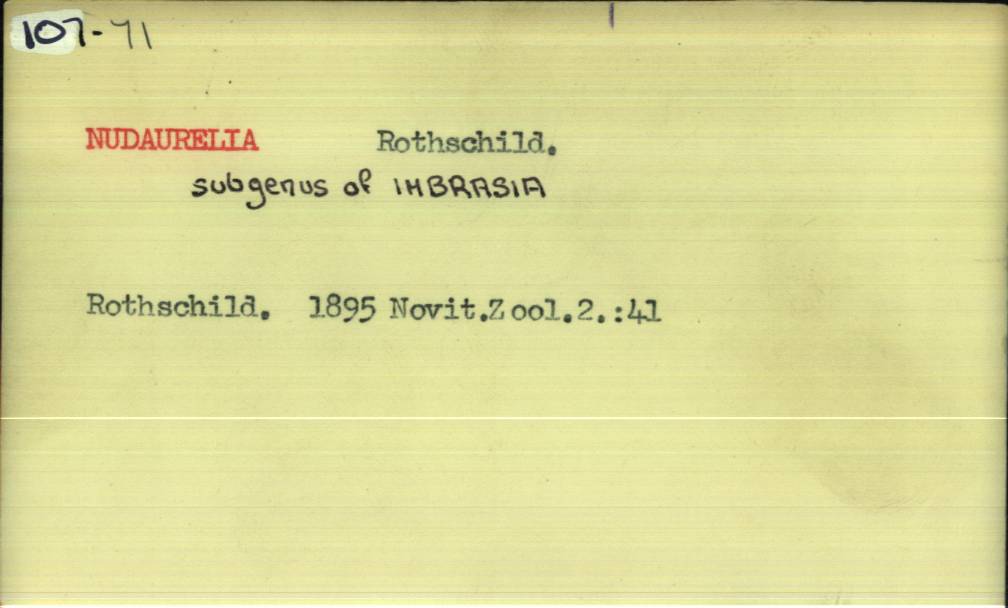 107-71
NUDAURELIA Rothschild.
subgenus of IMBRASIA
Rothschild. 1895 Novit.Zool.2.:41